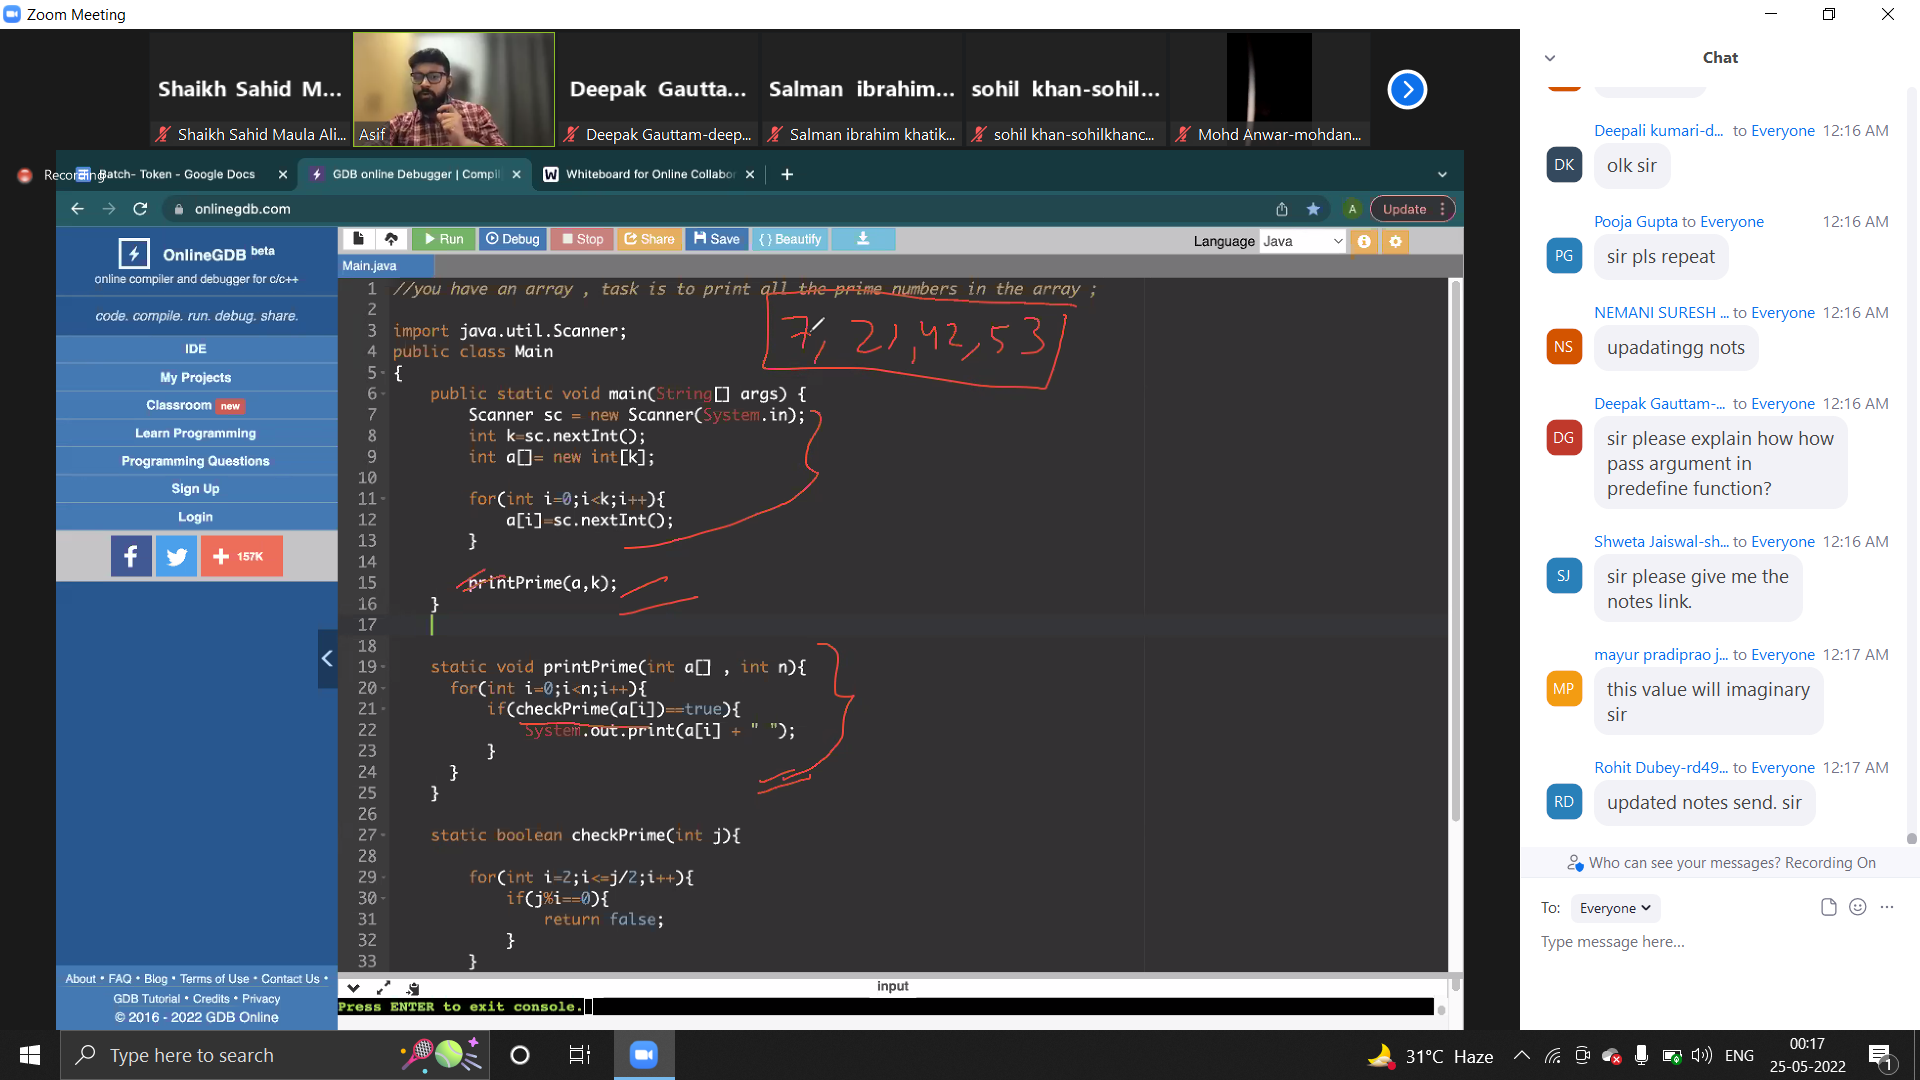 Zoom Meeting
Shaikh Sahid M...
Deepak Gautta...
Salman ibrahim...
sohil khan-sohil...
Shaikh Sahid Maula Ali...
Asif
Deepak Gauttam-deep...
Salman ibrahim khatik...
sohil khan-sohilkhanc...
Mohd Anwar-mohdan...
Recording
Batch- Token - Google Docs
GDB online Debugger | Compil
Whiteboard for Online Collabor
onlinegdb.com
A
Update
OnlineGDB beta
online compiler and debugger for c/c++
code. compile. run. debug. share.
IDE
My Projects
Classroom new
Learn Programming
Programming Questions
Sign Up
Login
157K
About • FAQ • Blog • Terms of Use • Contact Us •
GDB Tutorial • Credits • Privacy
© 2016 - 2022 GDB Online
Run
Debug
Stop
Share
Save
{ } Beautify
Language Java
Main.java
1 //you have an array , task is to print all the prime numbers in the array ;
2
7, 21, 42, 53
3 import java.util.Scanner;
4 public class Main
5 {
6 public static void main(String[] args) {
7 Scanner sc = new Scanner(System.in);
8 int k=sc.nextInt();
9 int a[]= new int[k];
10
11 for(int i=0;i<k;i++){
12 a[i]=sc.nextInt();
13 }
14
15 printPrime(a,k);
16 }
17
18
19 static void printPrime(int a[] , int n){
20 for(int i=0;i<n;i++){
21 if(checkPrime(a[i])==true){
22 System.out.print(a[i] + " ");
23 }
24 }
25 }
26
27 static boolean checkPrime(int j){
28
29 for(int i=2;i<=j/2;i++){
30 if(j%i==0){
31 return false;
32 }
33 }
input
Press ENTER to exit console.
Chat
Deepali kumari-d... to Everyone 12:16 AM
DK
olk sir
Pooja Gupta to Everyone 12:16 AM
PG
sir pls repeat
NEMANI SURESH ... to Everyone 12:16 AM
NS
upadatingg nots
Deepak Gauttam-... to Everyone 12:16 AM
DG
sir please explain how how
pass argument in
predefine function?
Shweta Jaiswal-sh... to Everyone 12:16 AM
SJ
sir please give me the
notes link.
mayur pradiprao j... to Everyone 12:17 AM
MP
this value will imaginary
sir
Rohit Dubey-rd49... to Everyone 12:17 AM
RD
updated notes send. sir
Who can see your messages? Recording On
To: Everyone
Type message here...
Type here to search
31°C Haze
ENG
00:17
25-05-2022
1